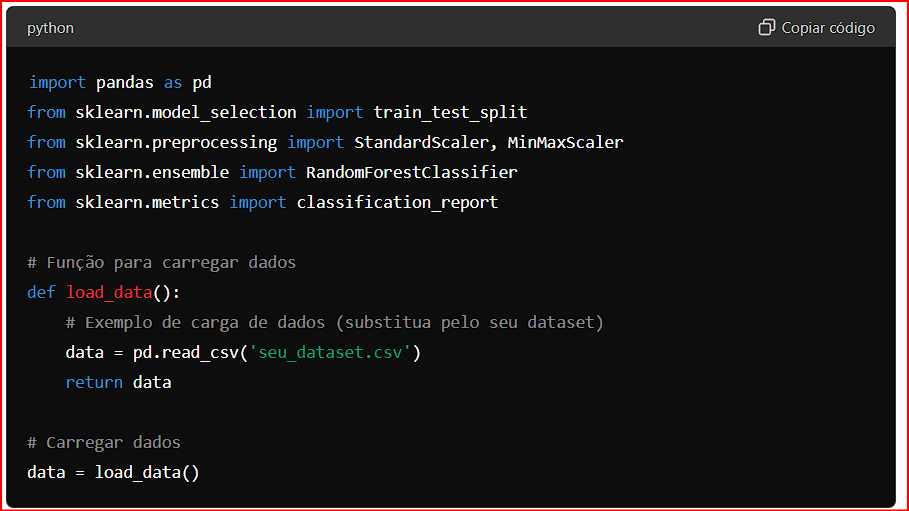 python
Copiar código
import pandas as pd
from sklearn.model_selection import train_test_split
from sklearn.preprocessing import StandardScaler, MinMaxScaler
from sklearn.ensemble import RandomForestClassifier
from sklearn.metrics import classification_report
# Função para carregar dados
def load_data():
    # Exemplo de carga de dados (substitua pelo seu dataset)
    data = pd.read_csv('seu_dataset.csv')
    return data
# Carregar dados
data = load_data()